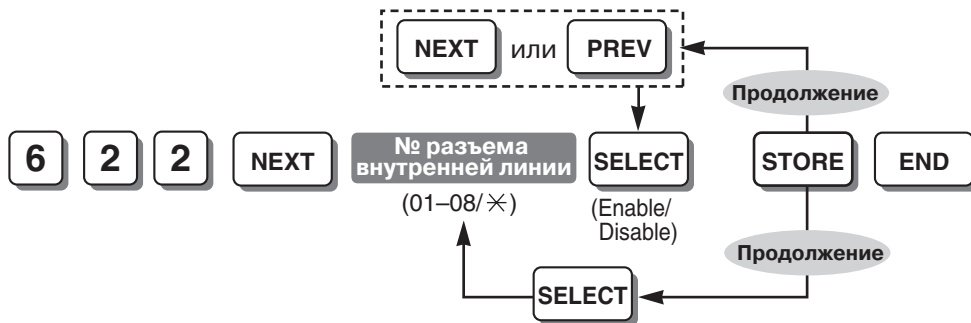 NEXT или PREV
Продолжение
6 2 2 NEXT № разъема внутренней линии SELECT STORE END
(01–08/✳)
(Enable/
Disable)
Продолжение
SELECT